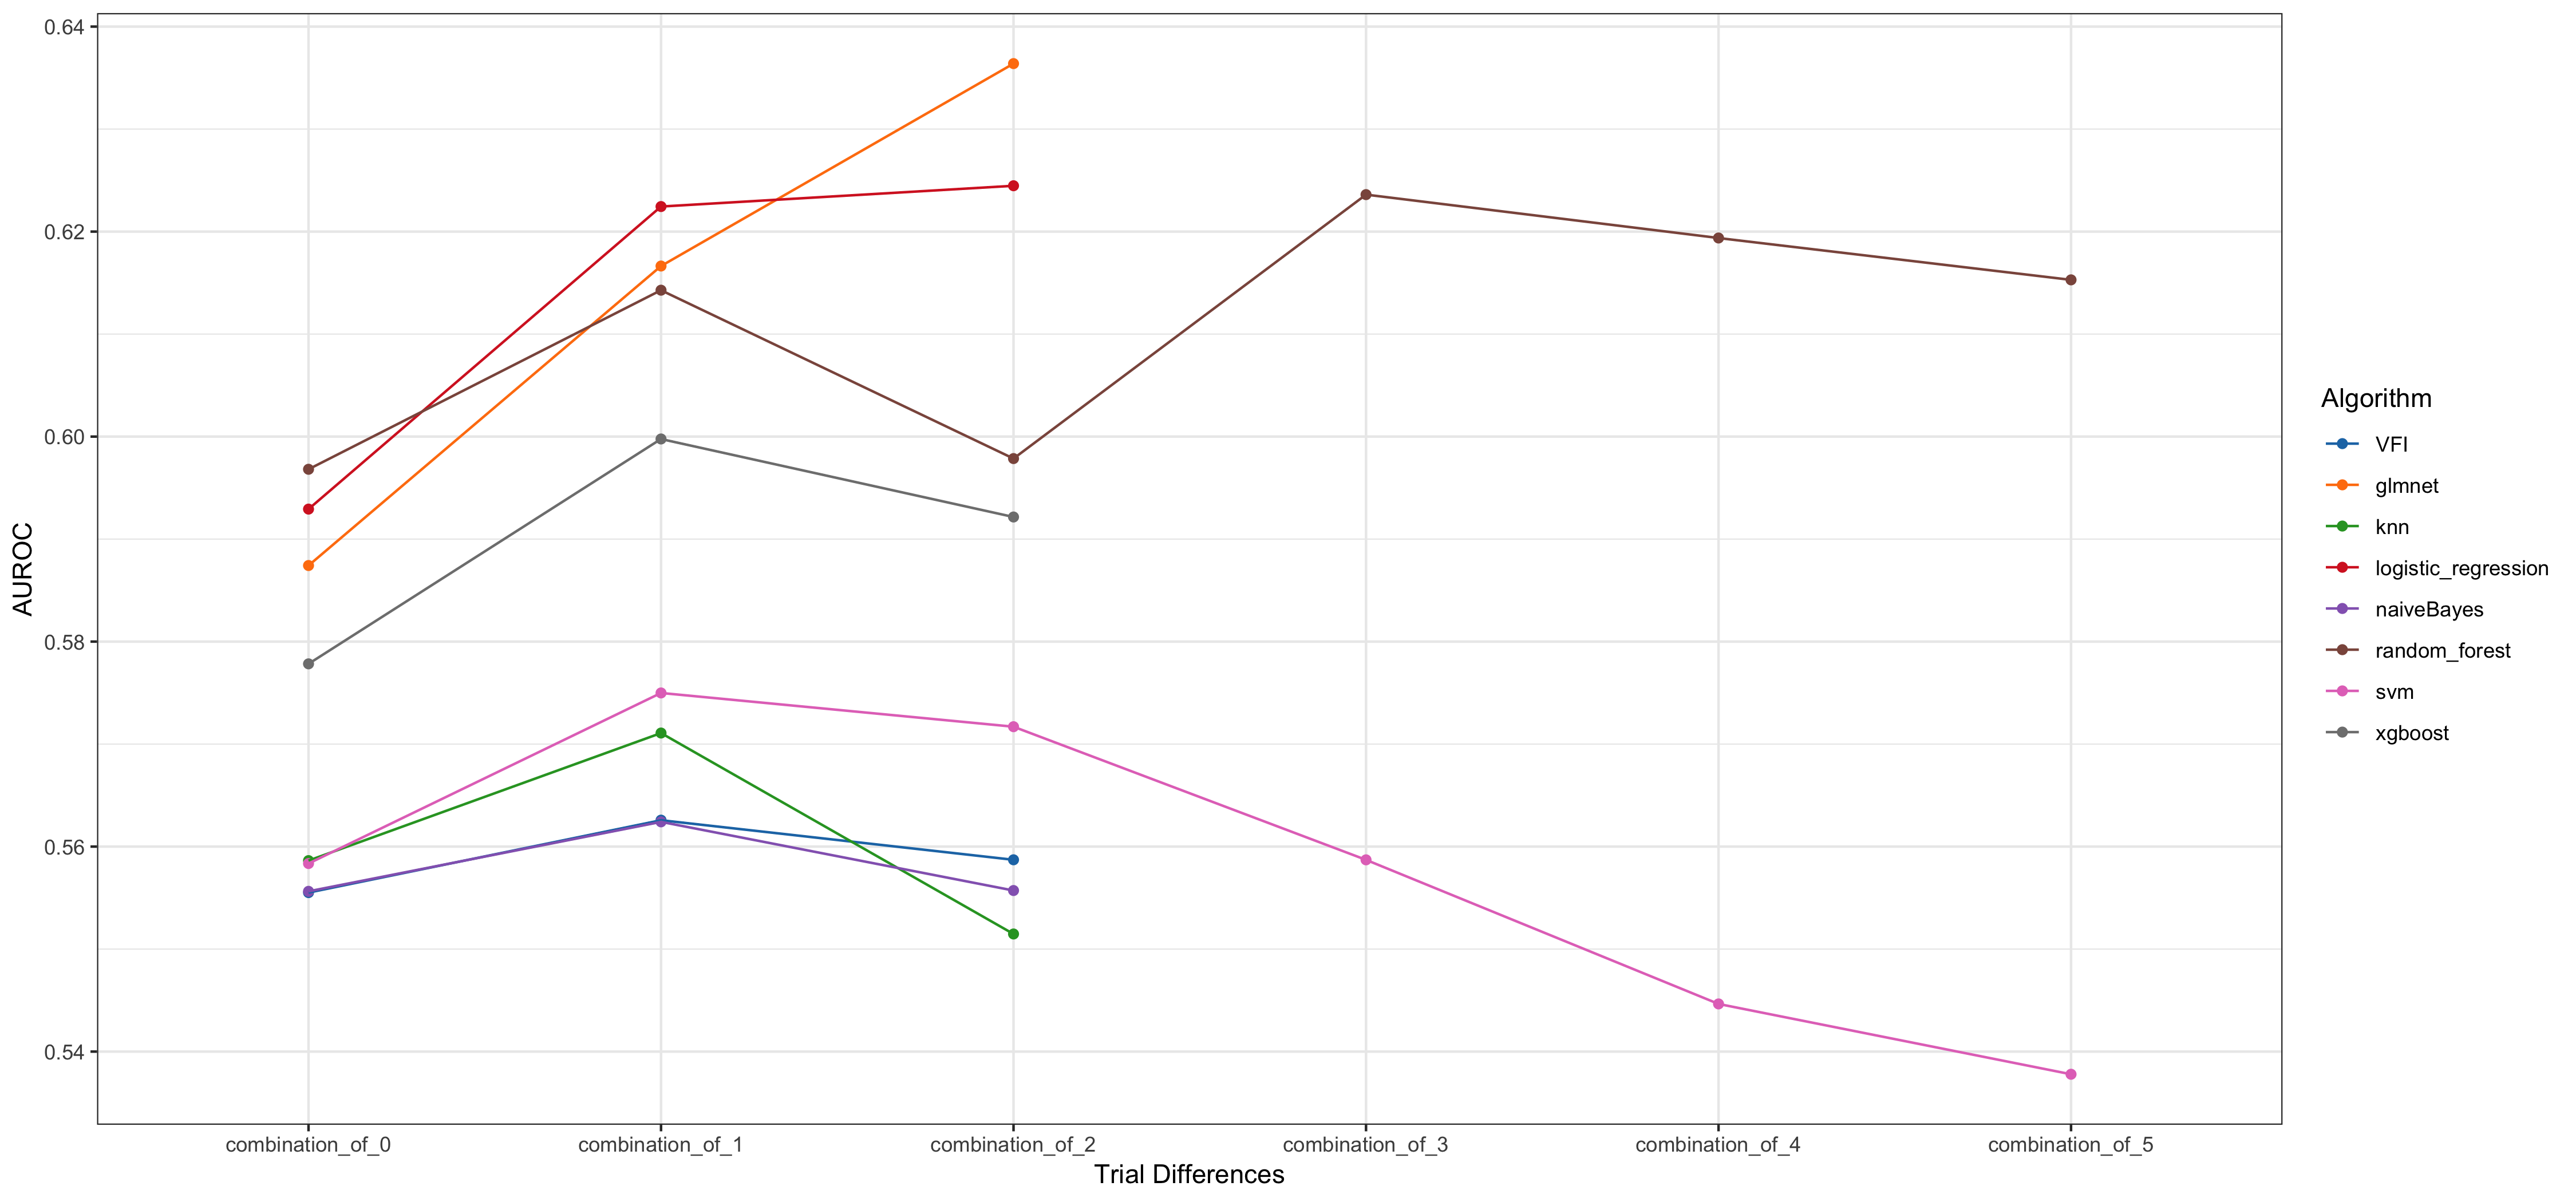 0.64
0.62
0.60
0.58
0.56
0.54
AUROC
combination_of_0
combination_of_1
combination_of_2
combination_of_3
combination_of_4
combination_of_5
Trial Differences
Algorithm
VFI
glmnet
knn
logistic_regression
naiveBayes
random_forest
svm
xgboost